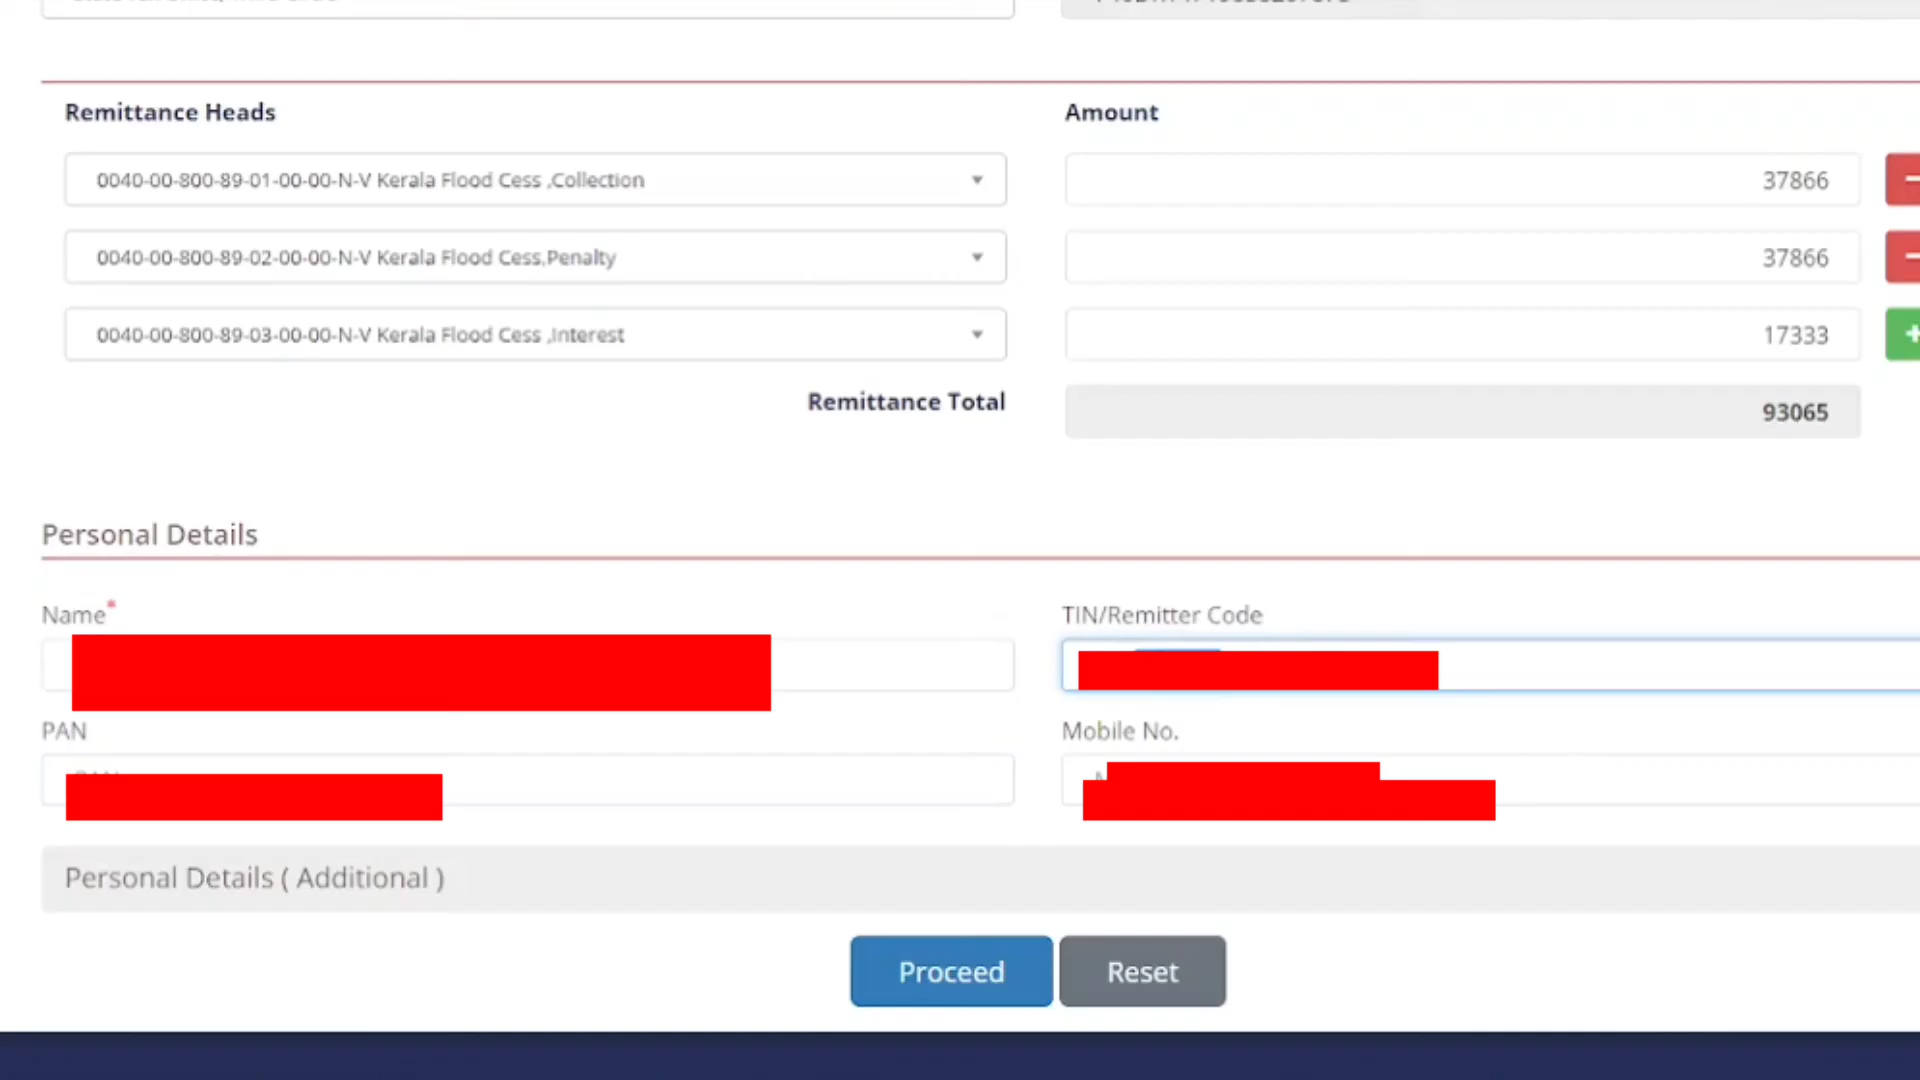 Remittance Heads Amount
0040-00-800-89-01-00-00-N-V Kerala Flood Cess ,Collection 37866
0040-00-800-89-02-00-00-N-V Kerala Flood Cess,Penalty 37866
0040-00-800-89-03-00-00-N-V Kerala Flood Cess ,Interest 17333
Remittance Total 93065
Personal Details
Name* TIN/Remitter Code
PAN Mobile No.
Personal Details ( Additional )
Proceed Reset